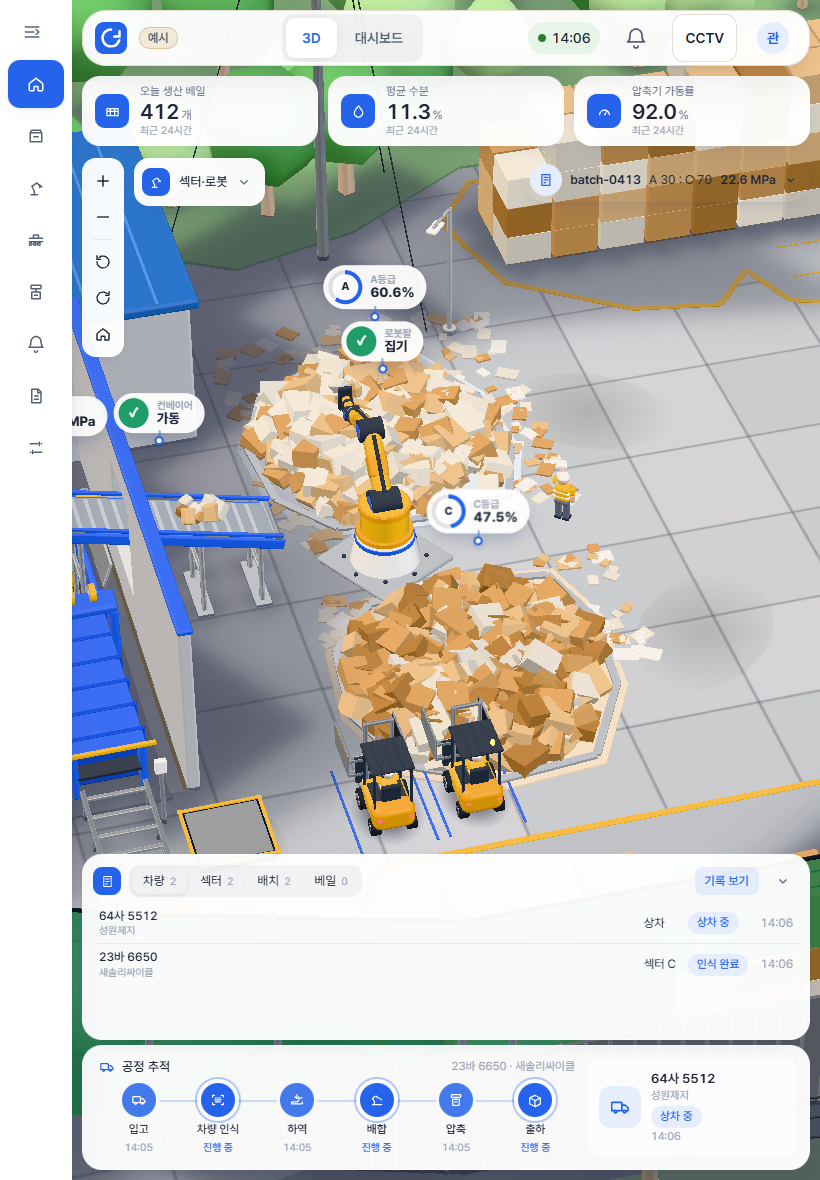 예시
3D
대시보드
14:06
CCTV
관
오늘 생산 베일
412개
최근 24시간
평균 수분
11.3%
최근 24시간
압축기 가동률
92.0%
최근 24시간
섹터·로봇
batch-0413 A 30 : C 70 22.6 MPa
A
A등급
60.6%
로봇팔
집기
MPa
컨베이어
가동
C
C등급
47.5%
차량 2
섹터 2
배치 2
베일 0
기록 보기
64사 5512
성원제지
상차
상차 중
14:06
23바 6650
새솔리싸이클
섹터 C
인식 완료
14:06
공정 추적
23바 6650 · 새솔리싸이클
입고
14:05
차량 인식
진행 중
하역
14:05
배합
진행 중
압축
14:05
출하
진행 중
64사 5512
성원제지
상차 중
14:06